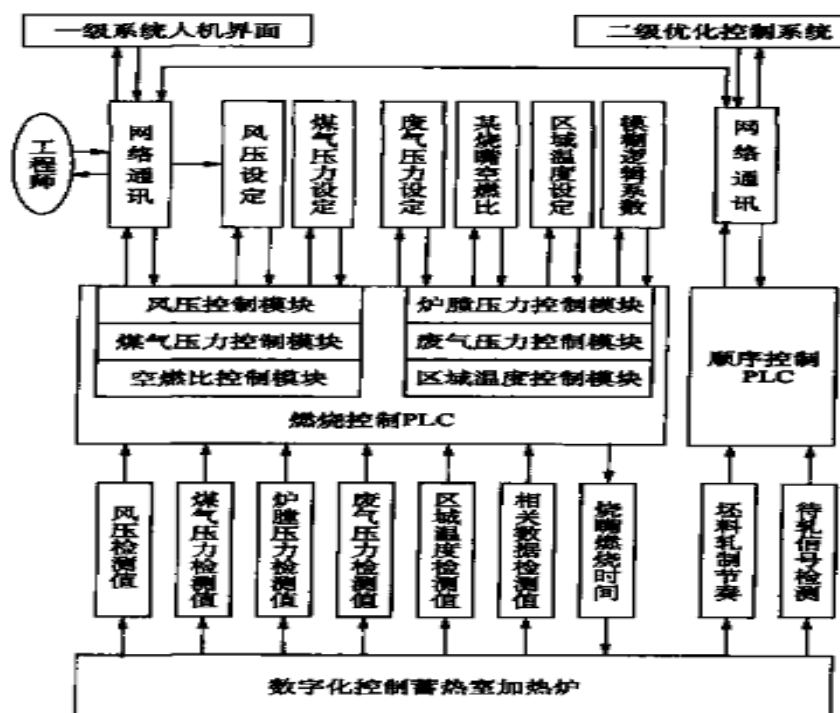 一级系统人机界面
二级优化控制系统
工程师
网络通讯
风压设定
煤气压力设定
废气压力设定
某烧嘴空燃比
区域温度设定
模糊逻辑系数
网络通讯
风压控制模块
煤气压力控制模块
空燃比控制模块
炉膛压力控制模块
废气压力控制模块
区域温度控制模块
燃烧控制PLC
顺序控制
PLC
风压检测值
煤气压力检测值
炉膛压力检测值
废气压力检测值
区域温度检测值
相关数据检测值
烧嘴燃烧时间
坯料轧制节奏
待轧信号检测
数字化控制蓄热室加热炉